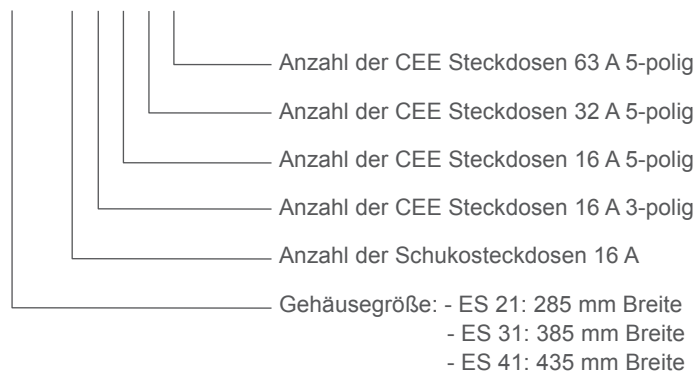 Anzahl der CEE Steckdosen 63 A 5-polig
Anzahl der CEE Steckdosen 32 A 5-polig
Anzahl der CEE Steckdosen 16 A 5-polig
Anzahl der CEE Steckdosen 16 A 3-polig
Anzahl der Schukosteckdosen 16 A
Gehäusegröße: - ES 21: 285 mm Breite
- ES 31: 385 mm Breite
- ES 41: 435 mm Breite